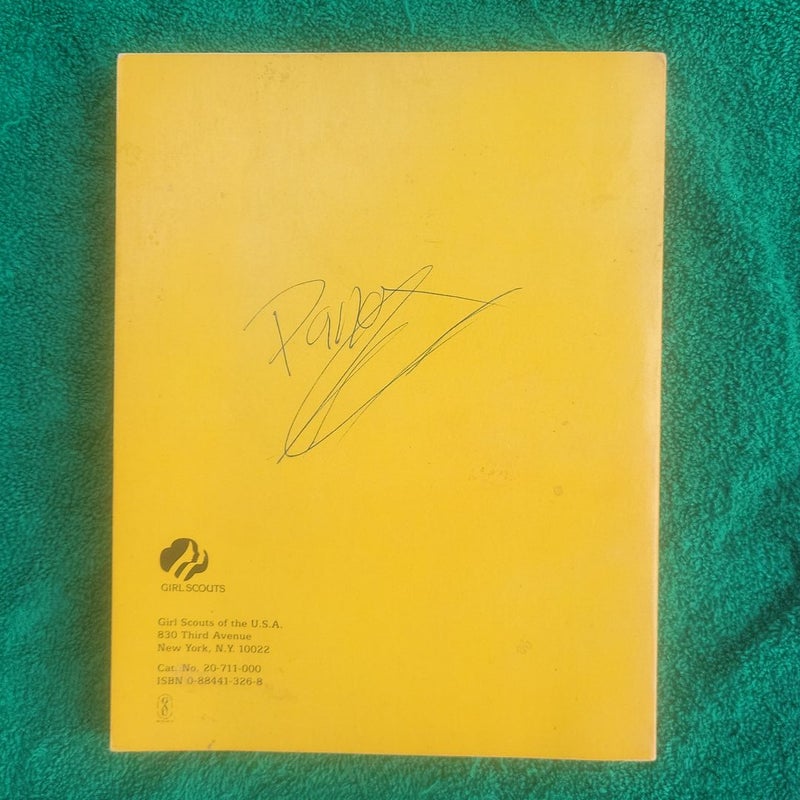 GIRL SCOUTS
Girl Scouts of the U.S.A.
830 Third Avenue
New York, N.Y. 10022
Cat. No. 20-711-000
ISBN 0-88441-326-8